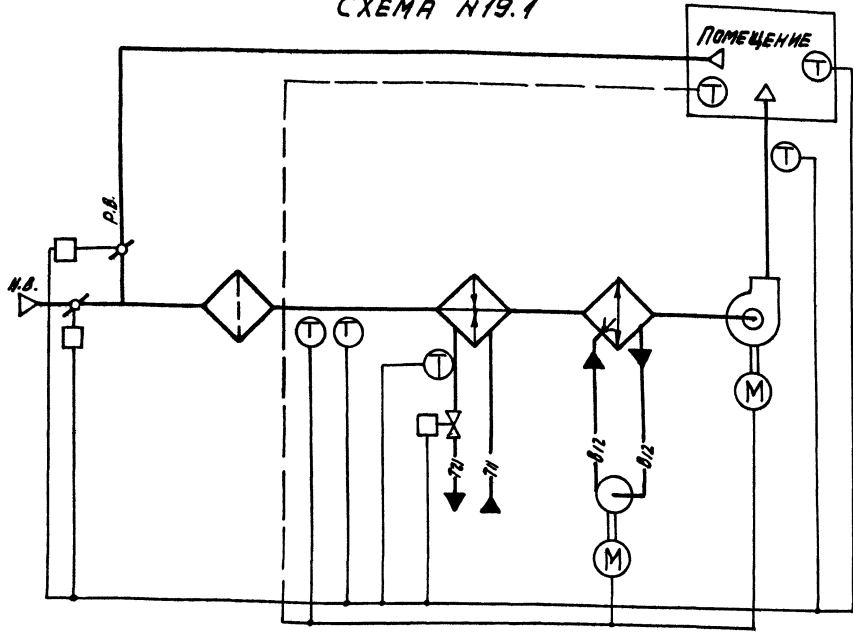 СХЕМА N19.1
ПОМЕЩЕНИЕ
Т
Т
Т
Р.В.
Н.В.
Т
Т
Т
М
Т21
Т11
В12
В12
М